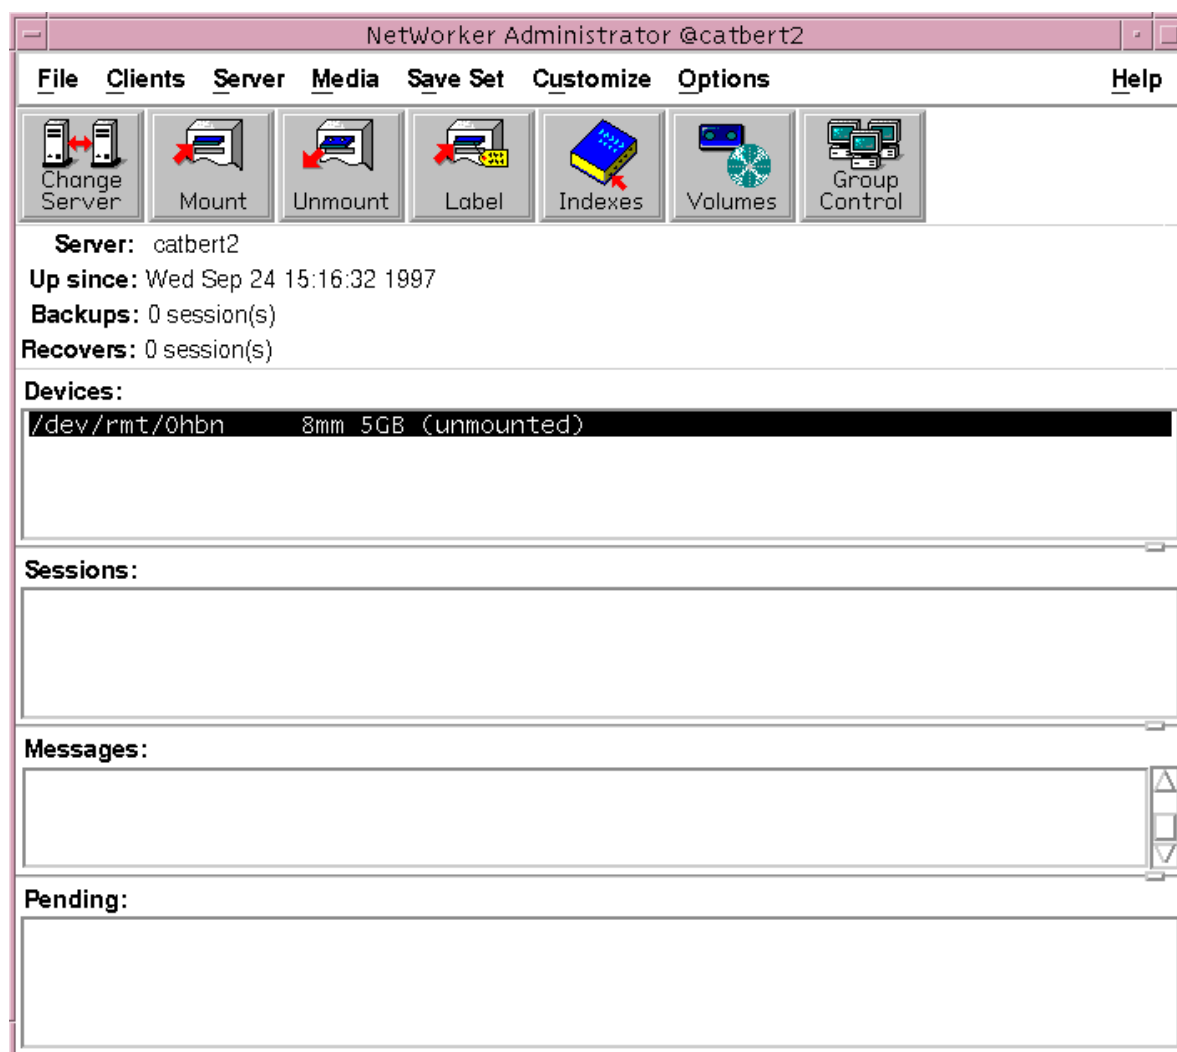 NetWorker Administrator @catbert2
File Clients Server Media Save Set Customize Options Help
Change Server Mount Unmount Label Indexes Volumes Group Control
Server: catbert2
Up since: Wed Sep 24 15:16:32 1997
Backups: 0 session(s)
Recovers: 0 session(s)
Devices:
/dev/rmt/0hbn 8mm 5GB (unmounted)
Sessions:
Messages:
Pending: